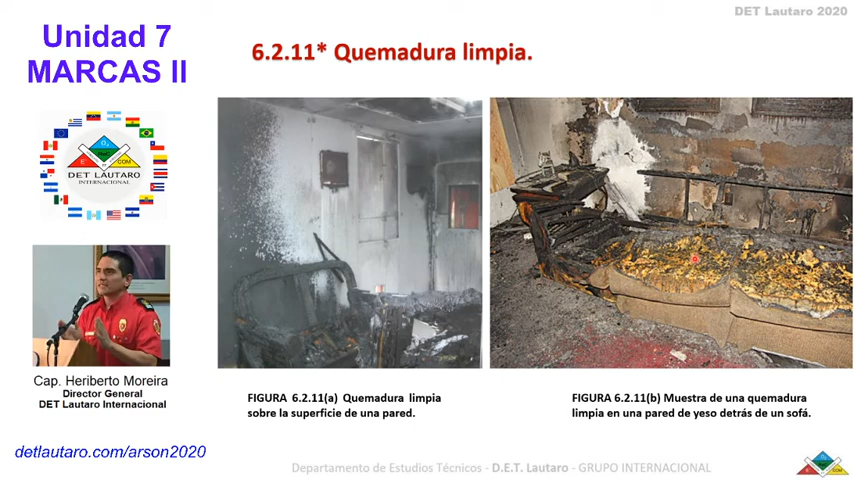 DET Lautaro 2020
Unidad 7
MARCAS II
6.2.11* Quemadura limpia.
DET LAUTARO
INTERNACIONAL
Cap. Heriberto Moreira
Director General
DET Lautaro Internacional
FIGURA 6.2.11(a) Quemadura limpia
sobre la superficie de una pared.
FIGURA 6.2.11(b) Muestra de una quemadura
limpia en una pared de yeso detrás de un sofá.
detlautaro.com/arson2020
Departamento de Estudios Técnicos - D.E.T. Lautaro - GRUPO INTERNACIONAL